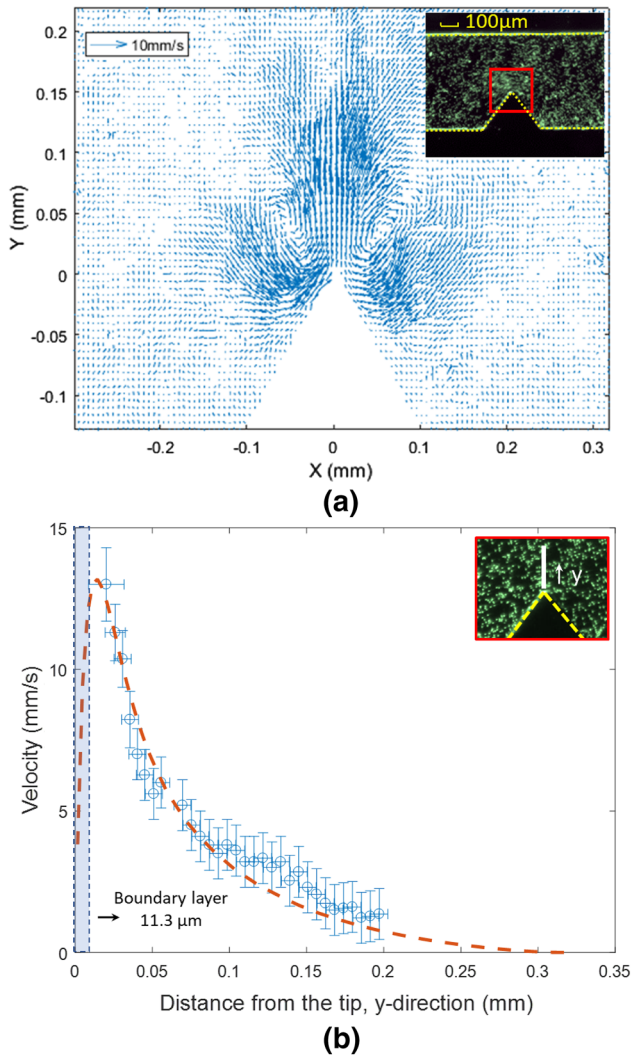 0.2
0.15
0.1
0.05
0
-0.05
-0.1
Y (mm)
10mm/s
100μm
-0.2
-0.1
0
0.1
0.2
0.3
X (mm)
(a)
15
10
5
0
Velocity (mm/s)
y
Boundary layer
11.3 μm
0
0.05
0.1
0.15
0.2
0.25
0.3
0.35
Distance from the tip, y-direction (mm)
(b)